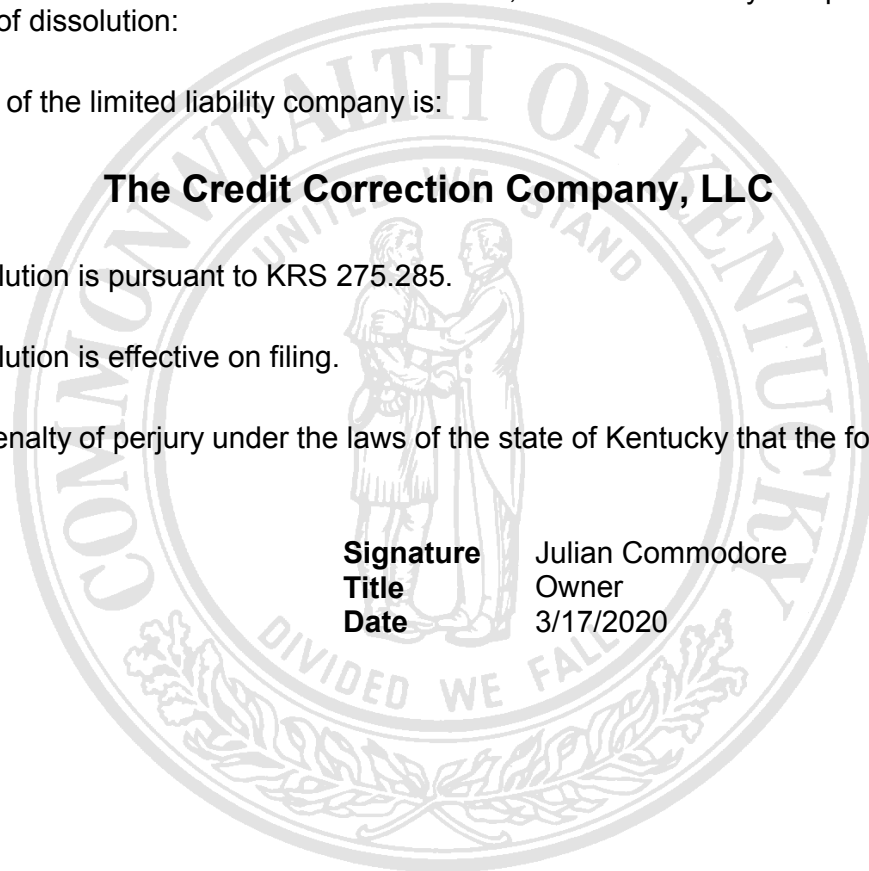 of dissolution:
of the limited liability company is:
The Credit Correction Company, LLC
lution is pursuant to KRS 275.285.
lution is effective on filing.
enalty of perjury under the laws of the state of Kentucky that the fo
Signature Julian Commodore
Title Owner
Date 3/17/2020
COMMONWEALTH OF KENTUCKY
UNITED WE STAND
DIVIDED WE FALL